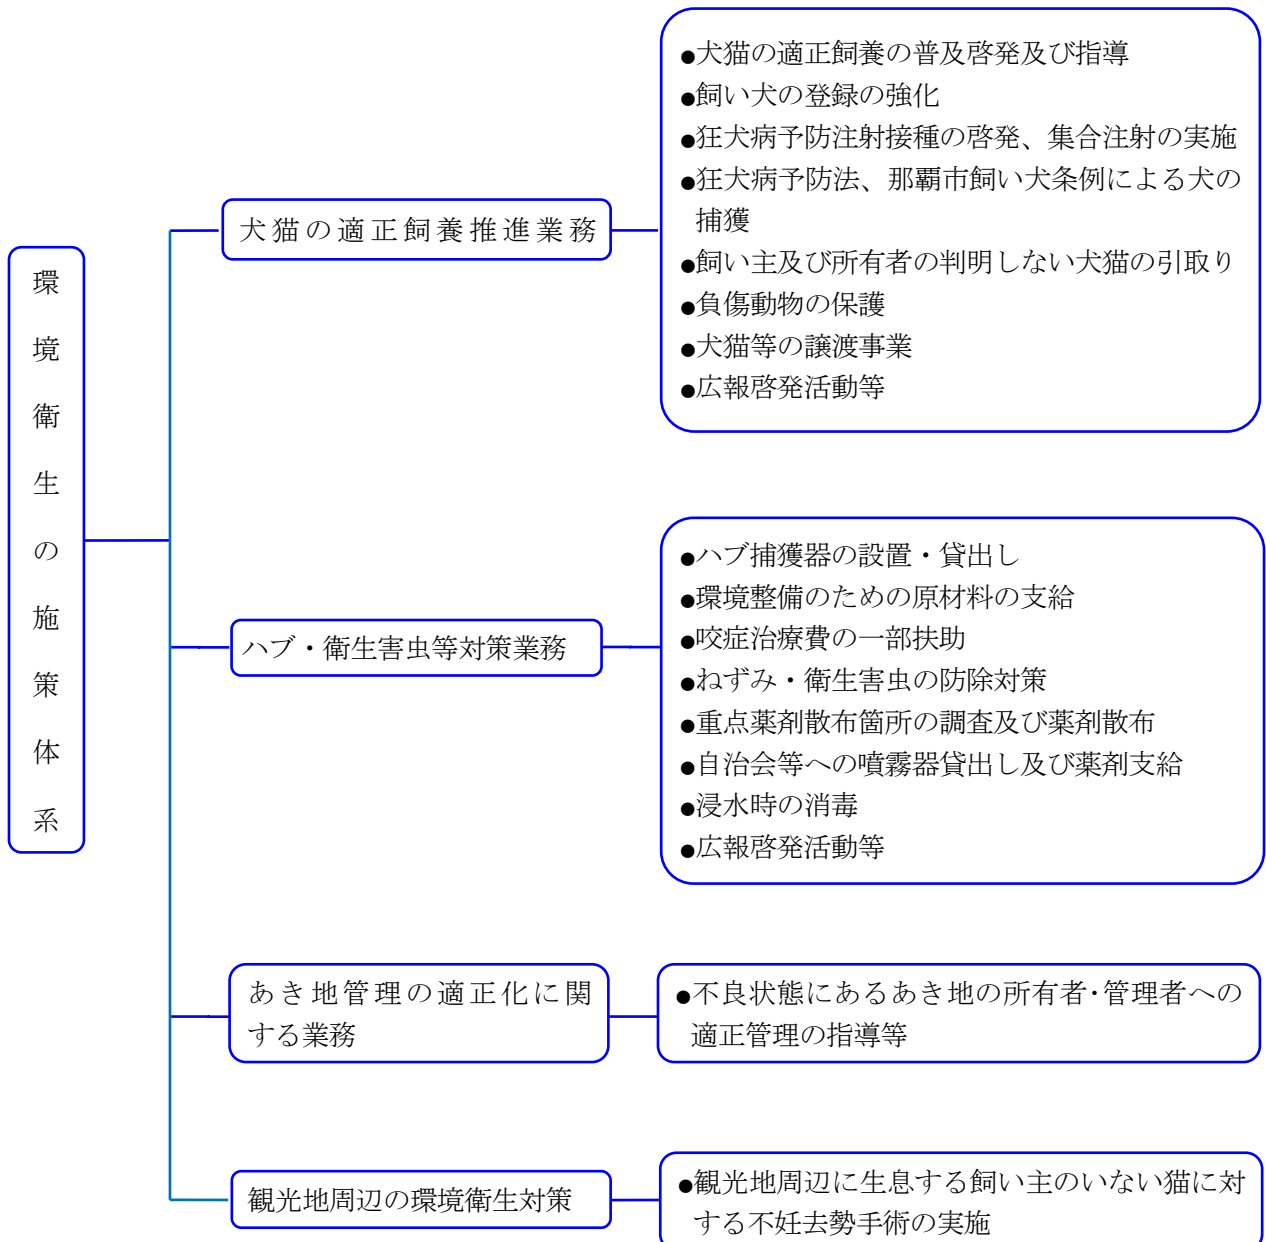 環境衛生の施策体系
犬猫の適正飼養推進業務
●犬猫の適正飼養の普及啓発及び指導
●飼い犬の登録の強化
●狂犬病予防注射接種の啓発、集合注射の実施
●狂犬病予防法、那覇市飼い犬条例による犬の
捕獲
●飼い主及び所有者の判明しない犬猫の引取り
●負傷動物の保護
●犬猫等の譲渡事業
●広報啓発活動等
ハブ・衛生害虫等対策業務
●ハブ捕獲器の設置・貸出し
●環境整備のための原材料の支給
●咬症治療費の一部扶助
●ねずみ・衛生害虫の防除対策
●重点薬剤散布箇所の調査及び薬剤散布
●自治会等への噴霧器貸出し及び薬剤支給
●浸水時の消毒
●広報啓発活動等
あき地管理の適正化に関
する業務
●不良状態にあるあき地の所有者・管理者への
適正管理の指導等
観光地周辺の環境衛生対策
●観光地周辺に生息する飼い主のいない猫に対
する不妊去勢手術の実施